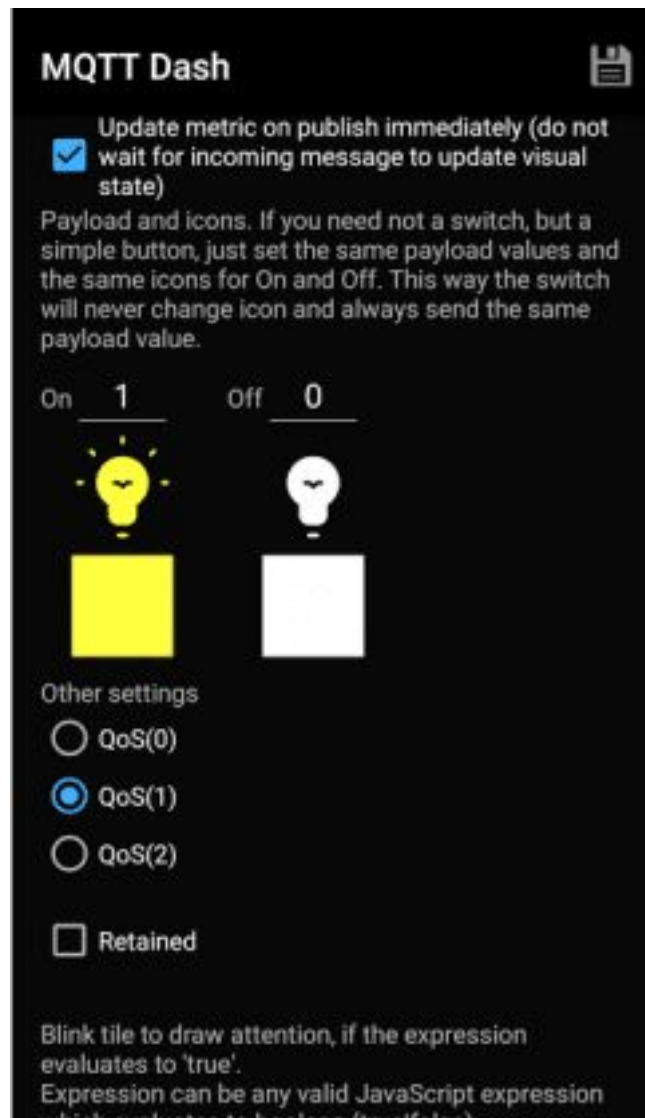 MQTT Dash
Update metric on publish immediately (do not
wait for incoming message to update visual
state)
Payload and icons. If you need not a switch, but a
simple button, just set the same payload values and
the same icons for On and Off. This way the switch
will never change icon and always send the same
payload value.
On 1 Off 0
Other settings
QoS(0)
QoS(1)
QoS(2)
Retained
Blink tile to draw attention, if the expression
evaluates to 'true'.
Expression can be any valid JavaScript expression